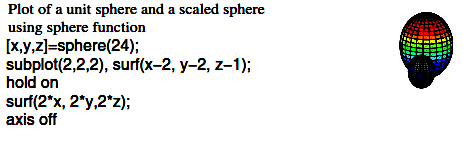 Plot of a unit sphere and a scaled sphere
using sphere function
[x,y,z]=sphere(24);
subplot(2,2,2), surf(x−2, y−2, z−1);
hold on
surf(2*x, 2*y,2*z);
axis off